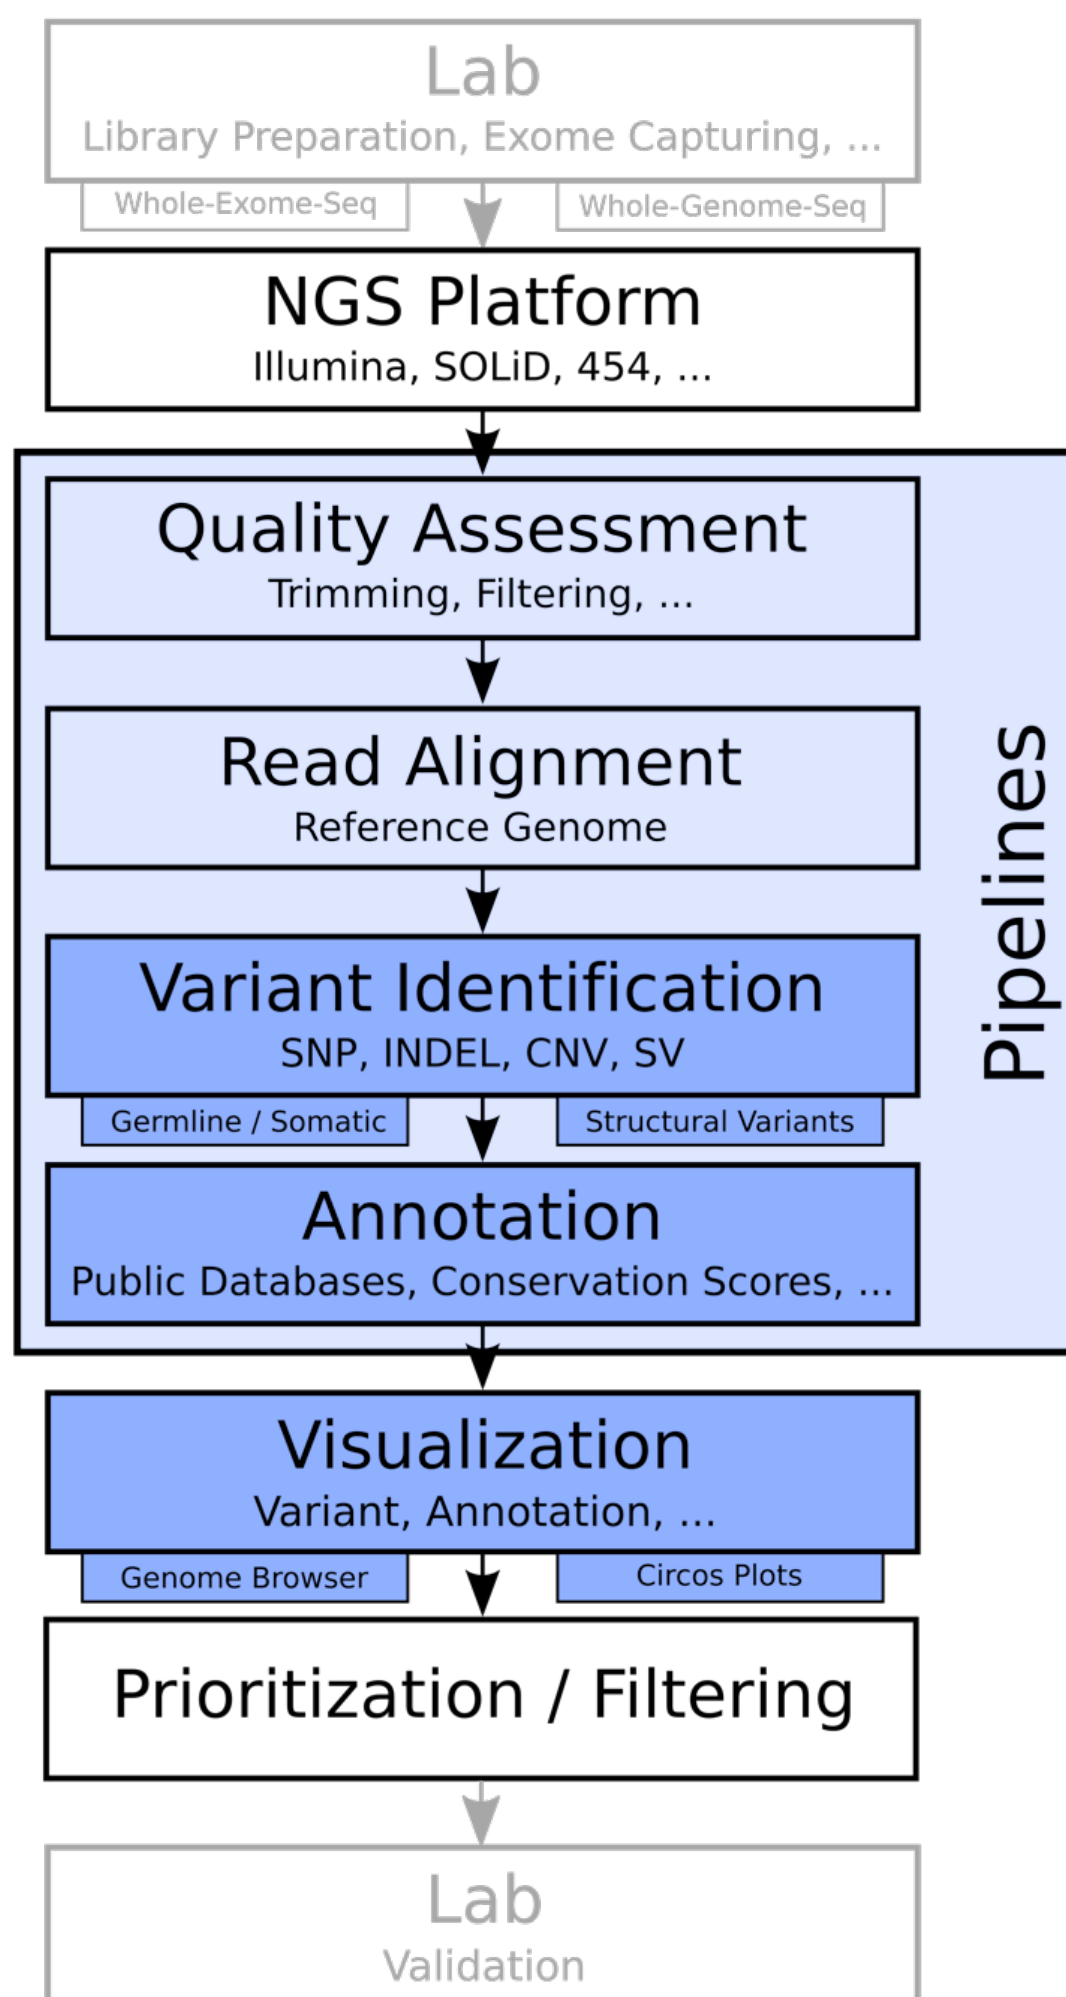 Lab
Library Preparation, Exome Capturing, ...
Whole-Exome-Seq
Whole-Genome-Seq
NGS Platform
Illumina, SOLiD, 454, ...
Quality Assessment
Trimming, Filtering, ...
Read Alignment
Reference Genome
Variant Identification
SNP, INDEL, CNV, SV
Germline / Somatic
Structural Variants
Annotation
Public Databases, Conservation Scores, ...
Pipelines
Visualization
Variant, Annotation, ...
Genome Browser
Circos Plots
Prioritization / Filtering
Lab
Validation